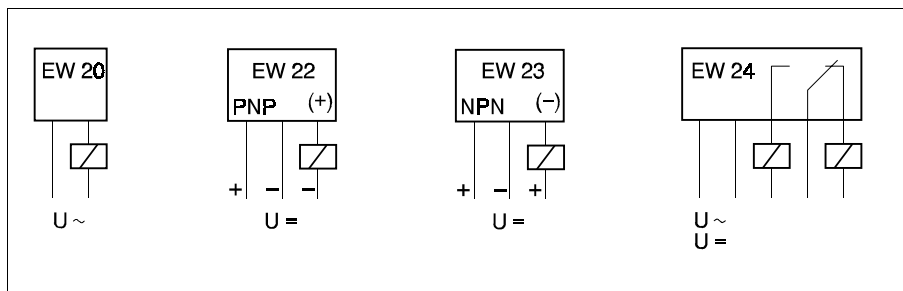 EW 20
U ~
EW 22
PNP (+)
+ − −
U =
EW 23
NPN (−)
+ − +
U =
EW 24
U ~
U =